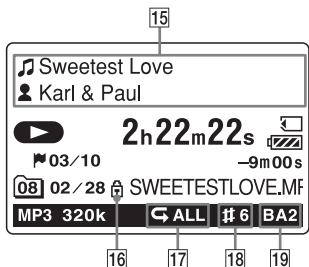 15
Sweetest Love
Karl & Paul
2h22m22s
03/10
–9m00s
08 02/28 SWEETESTLOVE.MF
MP3 320k ALL ♯6 BA2
16 17 18 19